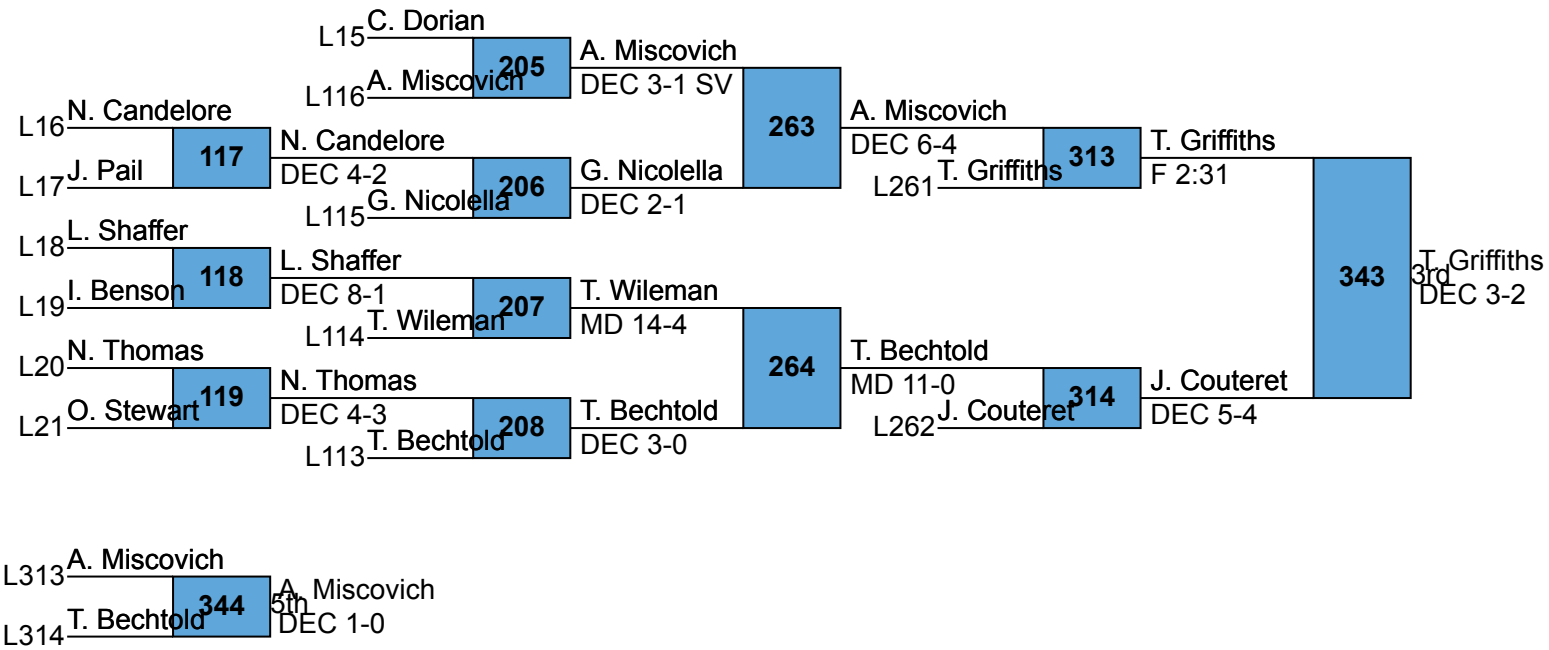 C. Dorian
L15
205
A. Miscovich
DEC 3-1 SV
A. Miscovich
L116
N. Candelore
L16
117
N. Candelore
DEC 4-2
J. Pail
L17
206
G. Nicolella
DEC 2-1
G. Nicolella
L115
263
A. Miscovich
DEC 6-4
313
T. Griffiths
F 2:31
T. Griffiths
L261
L. Shaffer
L18
118
L. Shaffer
DEC 8-1
I. Benson
L19
207
T. Wileman
MD 14-4
T. Wileman
L114
343
3rd
T. Griffiths
DEC 3-2
N. Thomas
L20
119
N. Thomas
DEC 4-3
O. Stewart
L21
208
T. Bechtold
DEC 3-0
T. Bechtold
L113
264
T. Bechtold
MD 11-0
314
J. Couteret
DEC 5-4
J. Couteret
L262
A. Miscovich
L313
344
5th
A. Miscovich
DEC 1-0
T. Bechtold
L314